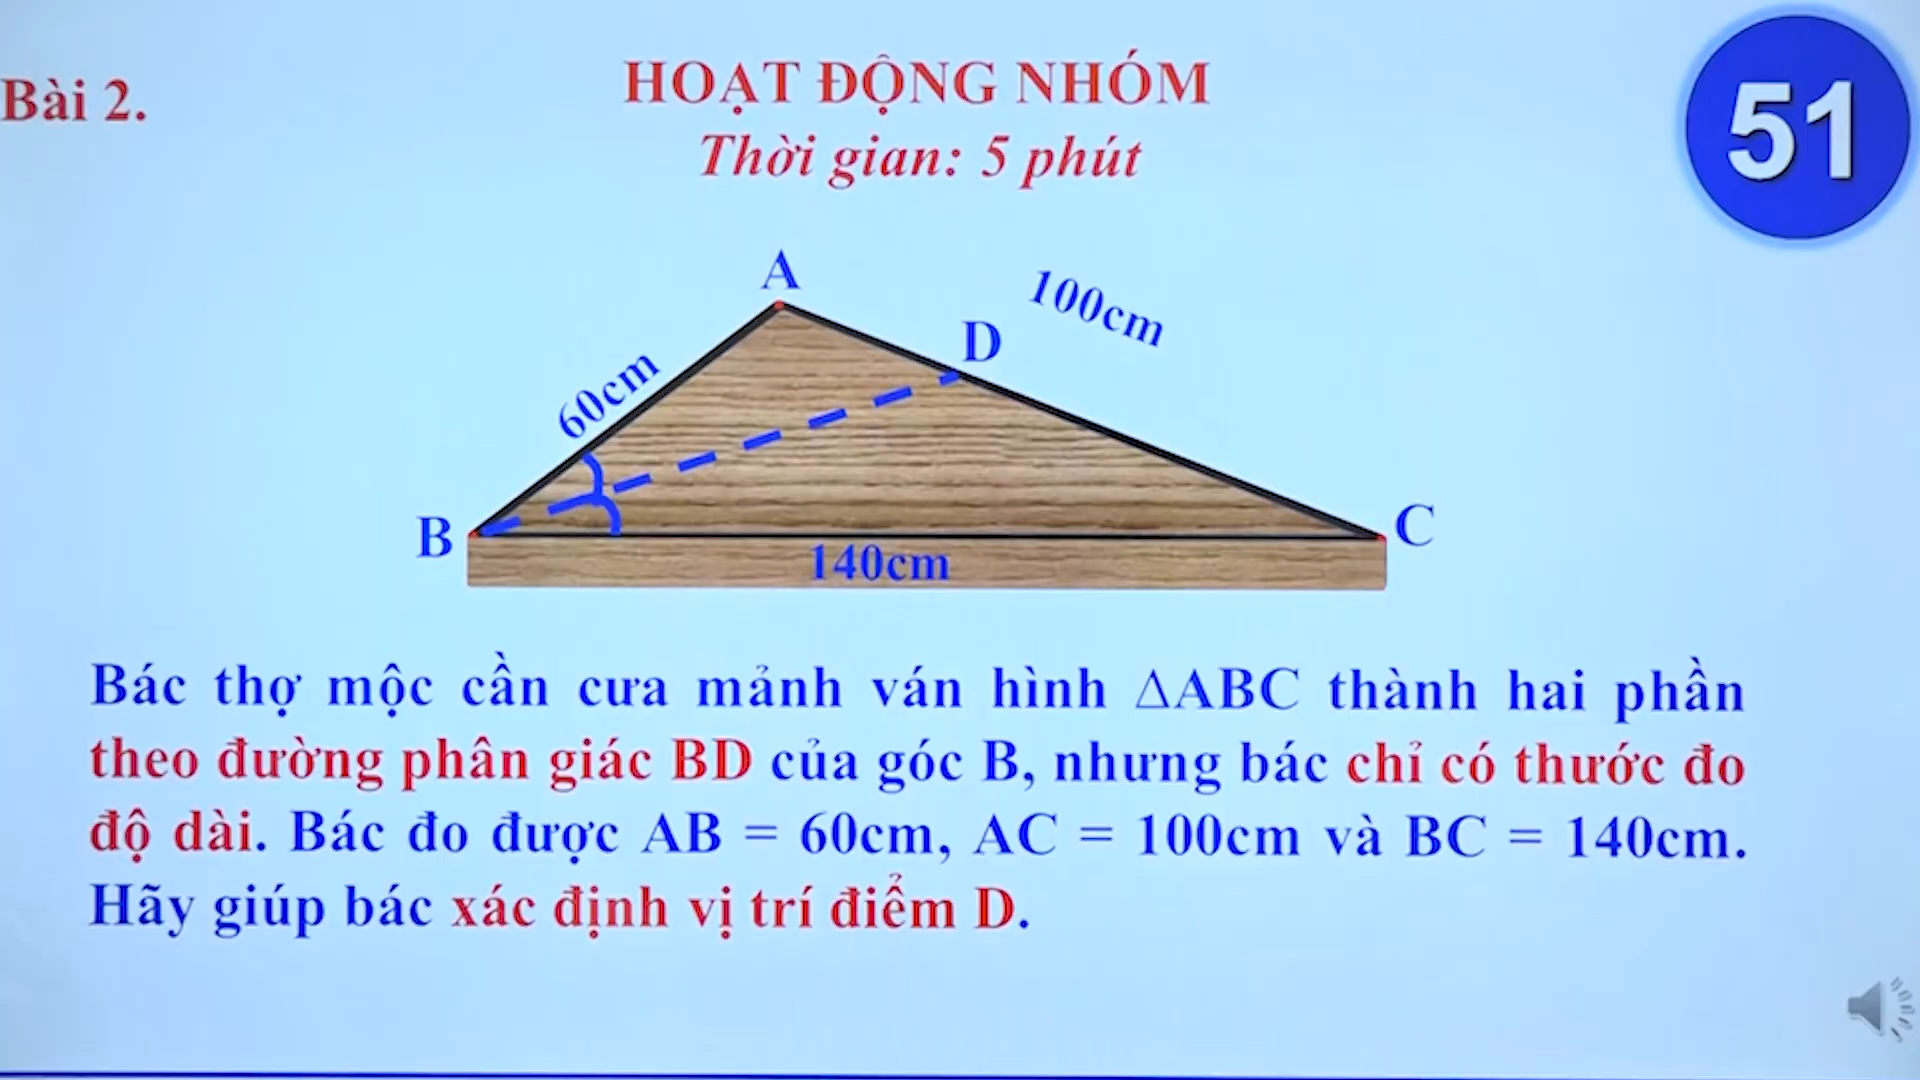 Bài 2.
HOẠT ĐỘNG NHÓM
51
Thời gian: 5 phút
A
100cm
D
60cm
B
C
140cm
Bác thợ mộc cần cưa mảnh ván hình ΔABC thành hai phần
theo đường phân giác BD của góc B, nhưng bác chỉ có thước đo
độ dài. Bác đo được AB = 60cm, AC = 100cm và BC = 140cm.
Hãy giúp bác xác định vị trí điểm D.